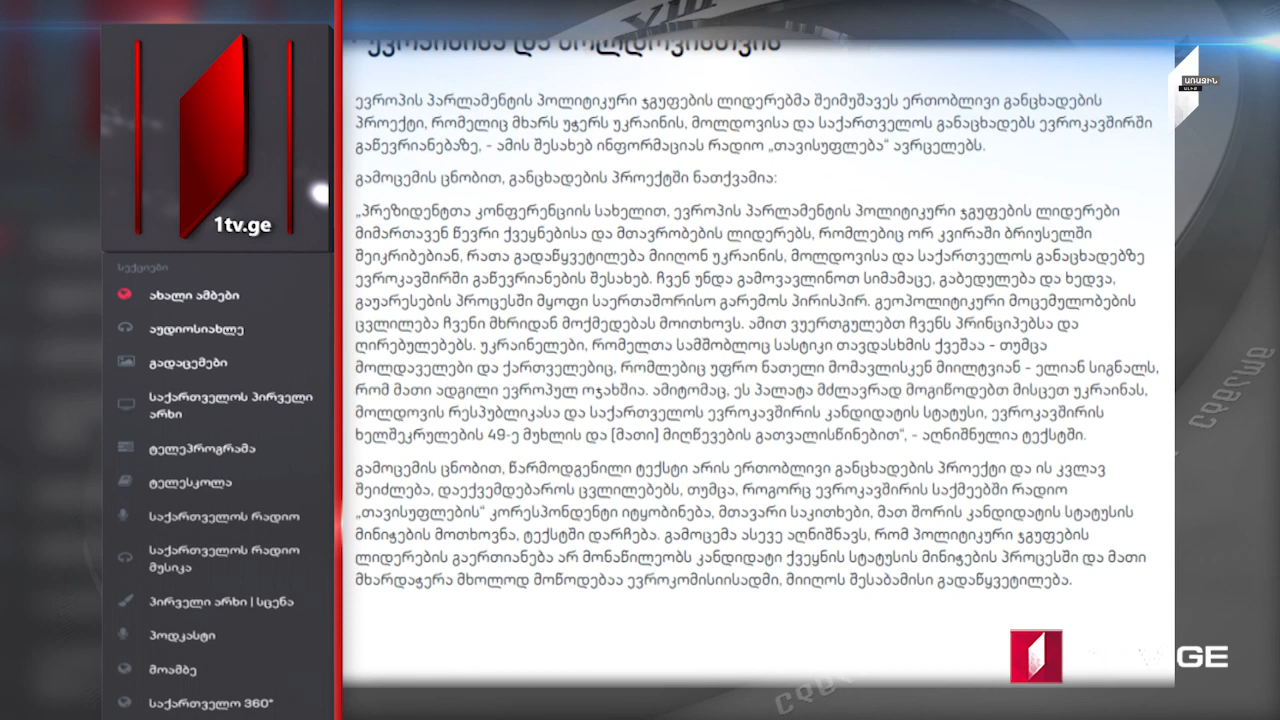 XVIII
1tv.ge
სექციები
ახალი ამბები
აუდიოსიახლე
გადაცემები
საქართველოს პირველი
არხი
ტელეპროგრამა
ტელესკოლა
საქართველოს რადიო
საქართველოს რადიო
მუსიკა
პირველი არხი | სცენა
პოდკასტი
მოამბე
საქართველო 360°
ევროპის პარლამენტის პოლიტიკური ჯგუფების ლიდერებმა შეიმუშავეს ერთობლივი განცხადების
პროექტი, რომელიც მხარს უჭერს უკრაინის, მოლდოვისა და საქართველოს განაცხადებს ევროკავშირში
გაწევრიანებაზე, - ამის შესახებ ინფორმაციას რადიო „თავისუფლება“ ავრცელებს.
გამოცემის ცნობით, განცხადების პროექტში ნათქვამია:
„პრეზიდენტთა კონფერენციის სახელით, ევროპის პარლამენტის პოლიტიკური ჯგუფების ლიდერები
მიმართავენ წევრი ქვეყნებისა და მთავრობების ლიდერებს, რომლებიც ორ კვირაში ბრიუსელში
შეიკრიბებიან, რათა გადაწყვეტილება მიიღონ უკრაინის, მოლდოვისა და საქართველოს განაცხადებზე
ევროკავშირში გაწევრიანების შესახებ. ჩვენ უნდა გამოვავლინოთ სიმამაცე, გაბედულება და ხედვა,
გაუარესების პროცესში მყოფი საერთაშორისო გარემოს პირისპირ. გეოპოლიტიკური მოცემულობების
ცვლილება ჩვენი მხრიდან მოქმედებას მოითხოვს. ამით ვუერთგულებთ ჩვენს პრინციპებსა და
ღირებულებებს. უკრაინელები, რომელთა სამშობლოც სასტიკი თავდასხმის ქვეშაა - თუმცა
მოლდაველები და ქართველებიც, რომლებიც უფრო ნათელი მომავლისკენ მიილტვიან - ელიან სიგნალს,
რომ მათი ადგილი ევროპულ ოჯახშია. ამიტომაც, ეს პალატა მძლავრად მოგიწოდებთ მისცეთ უკრაინას,
მოლდოვის რესპუბლიკასა და საქართველოს ევროკავშირის კანდიდატის სტატუსი, ევროკავშირის
ხელშეკრულების 49-ე მუხლის და [მათი] მიღწევების გათვალისწინებით“, - აღნიშნულია ტექსტში.
გამოცემის ცნობით, წარმოდგენილი ტექსტი არის ერთობლივი განცხადების პროექტი და ის კვლავ
შეიძლება, დაექვემდებაროს ცვლილებებს, თუმცა, როგორც ევროკავშირის საქმეებში რადიო
„თავისუფლების“ კორესპონდენტი იტყობინება, მთავარი საკითხები, მათ შორის კანდიდატის სტატუსის
მინიჭების მოთხოვნა, ტექსტში დარჩება. გამოცემა ასევე აღნიშნავს, რომ პოლიტიკური ჯგუფების
ლიდერების გაერთიანება არ მონაწილეობს კანდიდატი ქვეყნის სტატუსის მინიჭების პროცესში და მათი
მხარდაჭერა მხოლოდ მოწოდებაა ევროკომისიისადმი, მიიღოს შესაბამისი გადაწყვეტილება.
ԱՌԱՋԻՆ
ԱԼԻՔ
GE